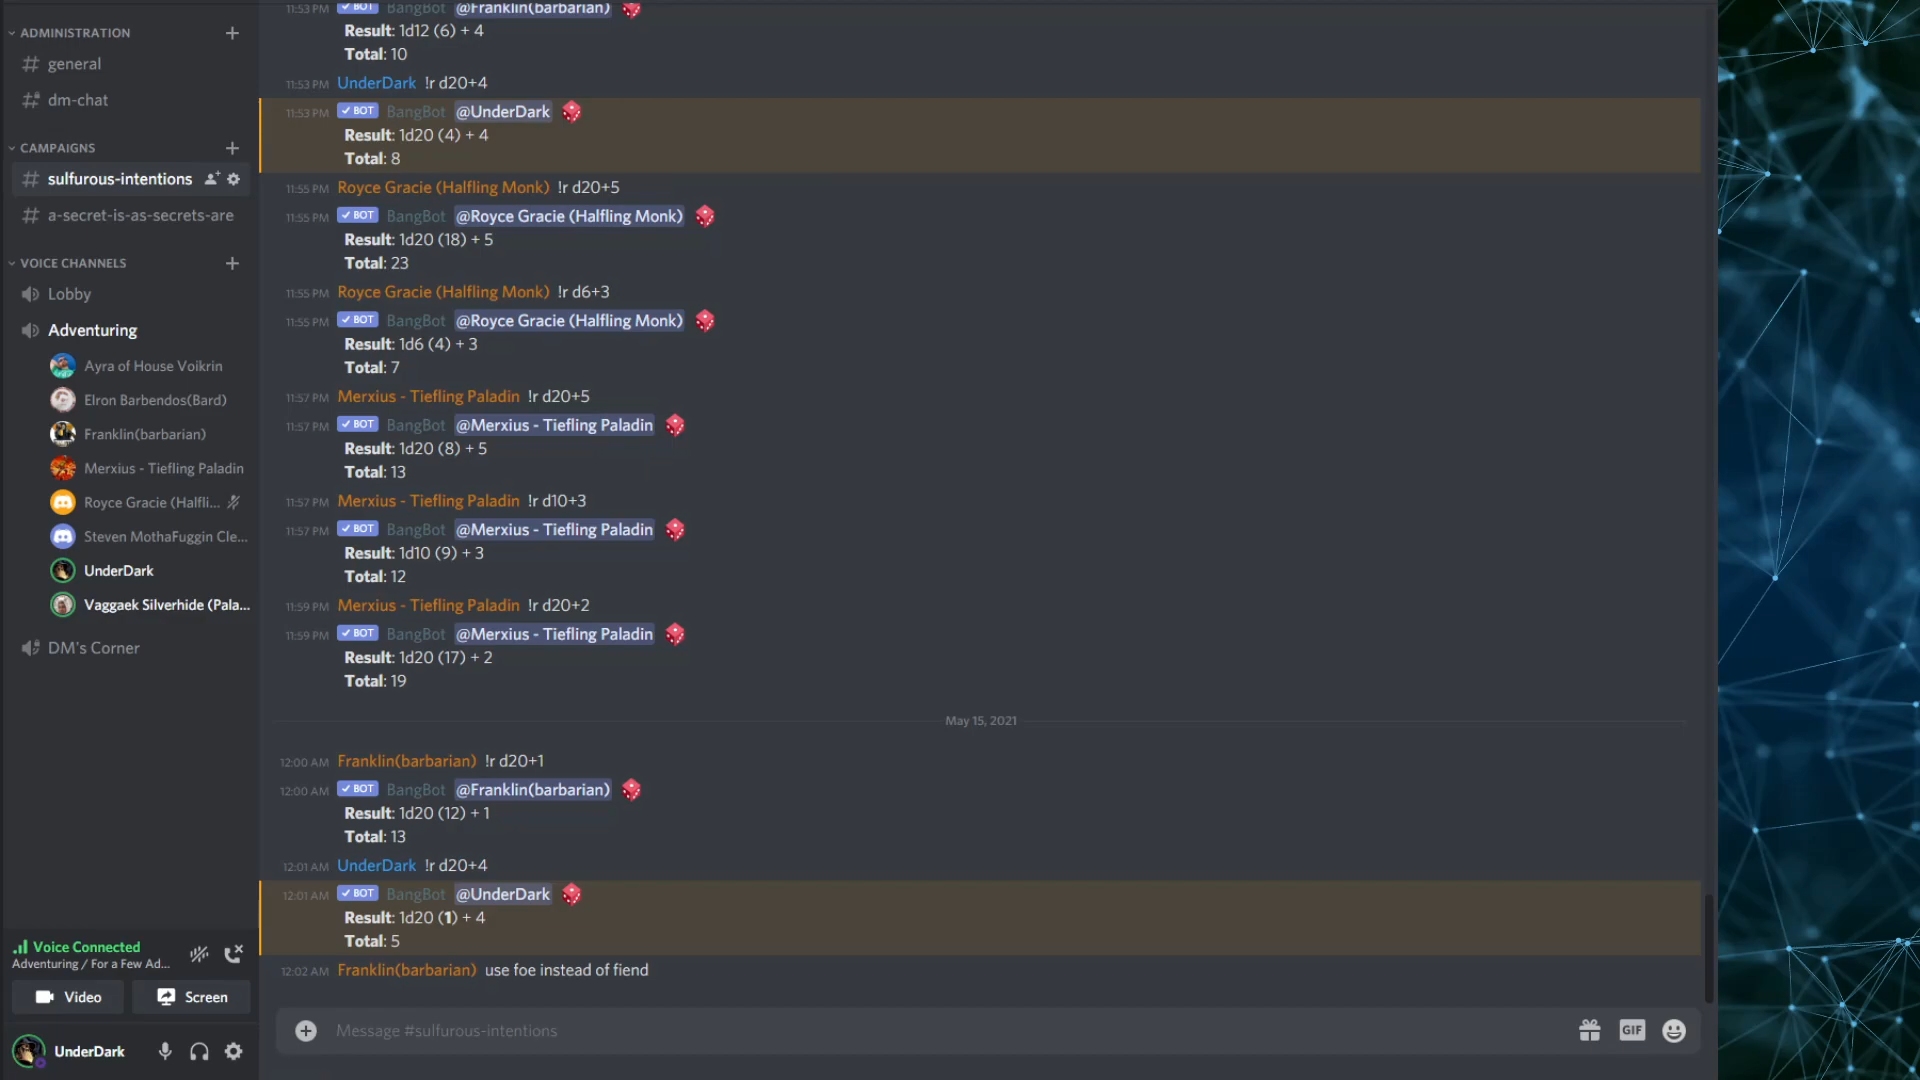 ADMINISTRATION
general
dm-chat
CAMPAIGNS
sulfurous-intentions
a-secret-is-as-secrets-are
VOICE CHANNELS
Lobby
Adventuring
Ayra of House Voikrin
Elron Barbendos(Bard)
Franklin(barbarian)
Merxius - Tiefling Paladin
Royce Gracie (Halfli...
Steven MothaFuggin Cle...
UnderDark
Vaggaek Silverhide (Pala...
DM's Corner
Voice Connected
Adventuring / For a Few Ad...
Video
Screen
UnderDark
11:53 PM BOT BangBot @Franklin(barbarian)
Result: 1d12 (6) + 4
Total: 10
11:53 PM UnderDark !r d20+4
11:53 PM BOT BangBot @UnderDark
Result: 1d20 (4) + 4
Total: 8
11:55 PM Royce Gracie (Halfling Monk) !r d20+5
11:55 PM BOT BangBot @Royce Gracie (Halfling Monk)
Result: 1d20 (18) + 5
Total: 23
11:55 PM Royce Gracie (Halfling Monk) !r d6+3
11:55 PM BOT BangBot @Royce Gracie (Halfling Monk)
Result: 1d6 (4) + 3
Total: 7
11:57 PM Merxius - Tiefling Paladin !r d20+5
11:57 PM BOT BangBot @Merxius - Tiefling Paladin
Result: 1d20 (8) + 5
Total: 13
11:57 PM Merxius - Tiefling Paladin !r d10+3
11:57 PM BOT BangBot @Merxius - Tiefling Paladin
Result: 1d10 (9) + 3
Total: 12
11:59 PM Merxius - Tiefling Paladin !r d20+2
11:59 PM BOT BangBot @Merxius - Tiefling Paladin
Result: 1d20 (17) + 2
Total: 19
May 15, 2021
12:00 AM Franklin(barbarian) !r d20+1
12:00 AM BOT BangBot @Franklin(barbarian)
Result: 1d20 (12) + 1
Total: 13
12:01 AM UnderDark !r d20+4
12:01 AM BOT BangBot @UnderDark
Result: 1d20 (1) + 4
Total: 5
12:02 AM Franklin(barbarian) use foe instead of fiend
Message #sulfurous-intentions
GIF